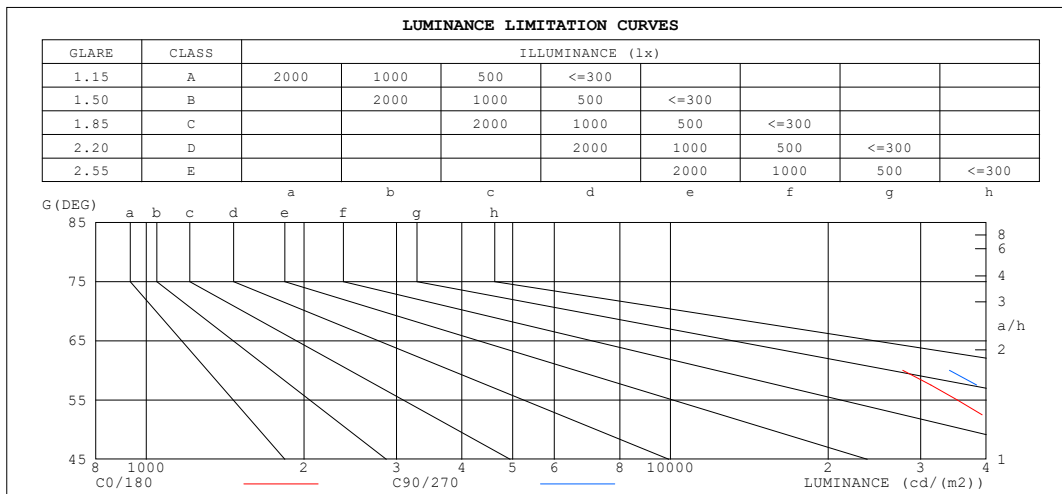 LUMINANCE LIMITATION CURVES
GLARE CLASS ILLUMINANCE (lx)
1.15 A 2000 1000 500 <=300
1.50 B 2000 1000 500 <=300
1.85 C 2000 1000 500 <=300
2.20 D 2000 1000 500 <=300
2.55 E 2000 1000 500 <=300
a b c d e f g h
G(DEG)
85 a b c d e f g h
8
6
75 4
3
a/h
65 2
55
45 1
8 1000 2 3 4 5 6 8 10000 2 3 4
C0/180 C90/270 LUMINANCE (cd/(m2))